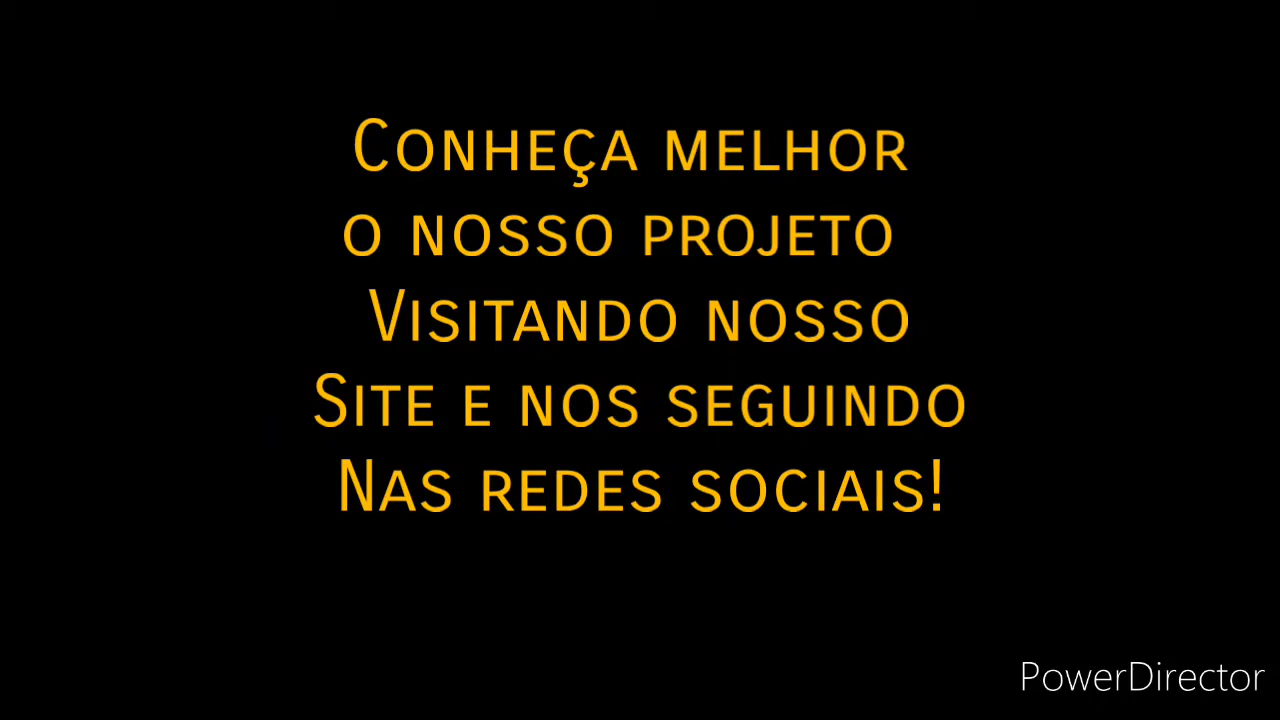 Conheça melhor
o nosso projeto
Visitando nosso
Site e nos seguindo
Nas redes sociais!
PowerDirector